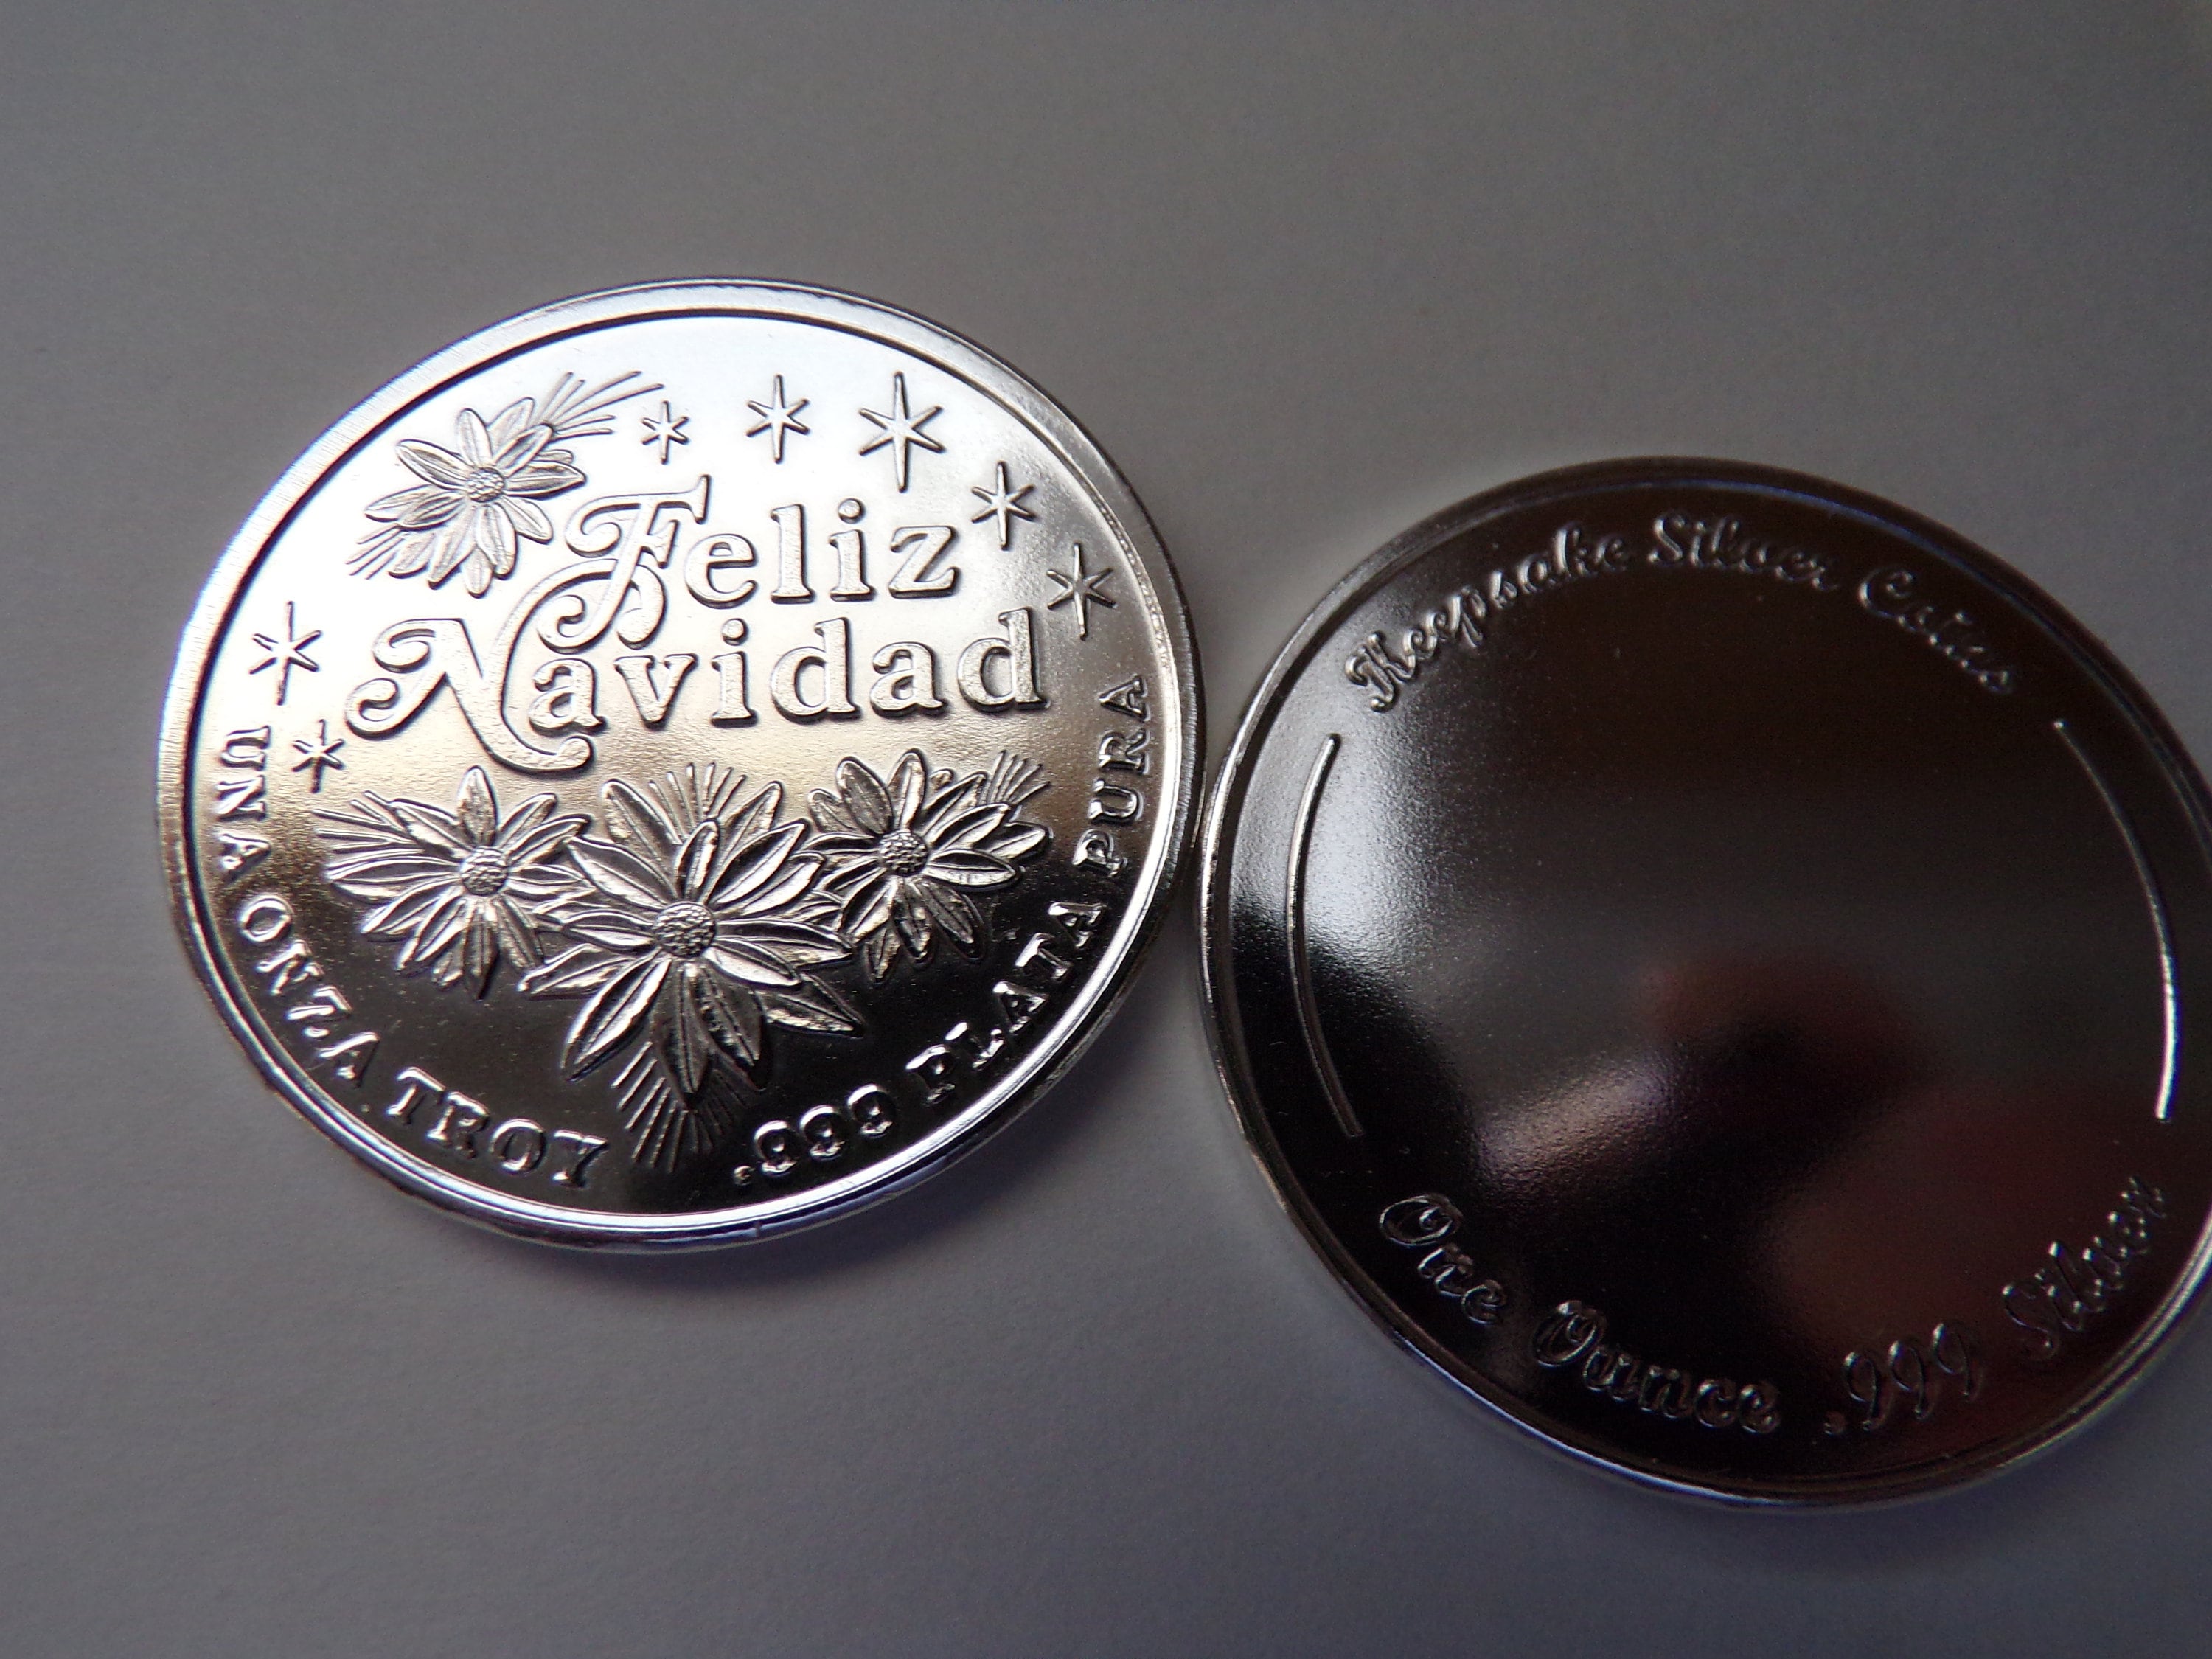 Feliz
Navidad
UNA ONZA TROY .999 PLATA PURA
Keepsake Silver Coins
One Ounce .999 Silver